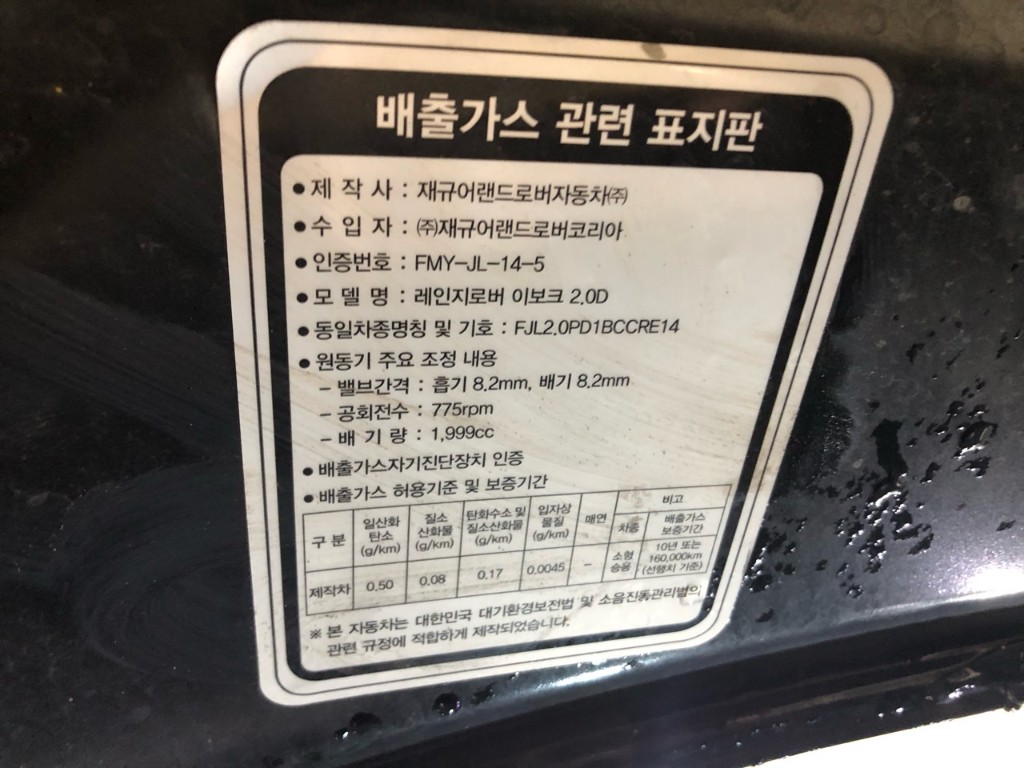 배출가스 관련 표지판
● 제 작 사 : 재규어랜드로버자동차㈜
● 수 입 자 : ㈜재규어랜드로버코리아
● 인증번호 : FMY-JL-14-5
● 모 델 명 : 레인지로버 이보크 2.0D
● 동일차종명칭 및 기호 : FJL2.0PD1BCCRE14
● 원동기 주요 조정 내용
- 밸브간격 : 흡기 8.2mm, 배기 8.2mm
- 공회전수 : 775rpm
- 배 기 량 : 1,999cc
● 배출가스자기진단장치 인증
● 배출가스 허용기준 및 보증기간
구 분 일산화탄소 (g/km) 질소산화물 (g/km) 탄화수소 및 질소산화물 (g/km) 입자상물질 (g/km) 매연 비고
차종 배출가스 보증기간
제작차 0.50 0.08 0.17 0.0045 - 소형승용 10년 또는 160,000km (선행치 기준)
※ 본 자동차는 대한민국 대기환경보전법 및 소음진동관리법의
관련 규정에 적합하게 제작되었습니다.